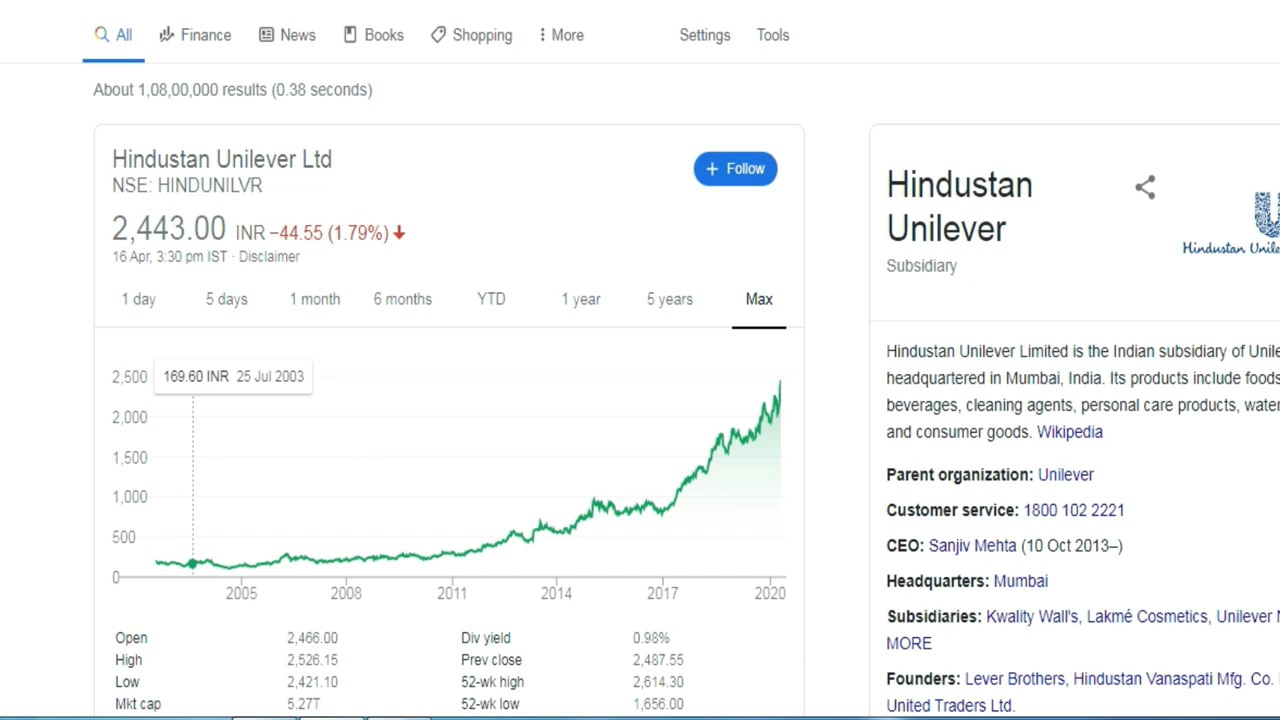 All Finance News Books Shopping More Settings Tools
About 1,08,00,000 results (0.38 seconds)
Hindustan Unilever Ltd
NSE: HINDUNILVR
+ Follow
2,443.00 INR −44.55 (1.79%)
16 Apr, 3:30 pm IST · Disclaimer
1 day 5 days 1 month 6 months YTD 1 year 5 years Max
2,500
169.60 INR 25 Jul 2003
2,000
1,500
1,000
500
0
2005 2008 2011 2014 2017 2020
Open 2,466.00 Div yield 0.98%
High 2,526.15 Prev close 2,487.55
Low 2,421.10 52-wk high 2,614.30
Mkt cap 5.27T 52-wk low 1,656.00
Hindustan
Unilever
Subsidiary
Hindustan Unile
Hindustan Unilever Limited is the Indian subsidiary of Unile
headquartered in Mumbai, India. Its products include foods
beverages, cleaning agents, personal care products, water
and consumer goods. Wikipedia
Parent organization: Unilever
Customer service: 1800 102 2221
CEO: Sanjiv Mehta (10 Oct 2013–)
Headquarters: Mumbai
Subsidiaries: Kwality Wall's, Lakmé Cosmetics, Unilever N
MORE
Founders: Lever Brothers, Hindustan Vanaspati Mfg. Co.
United Traders Ltd.